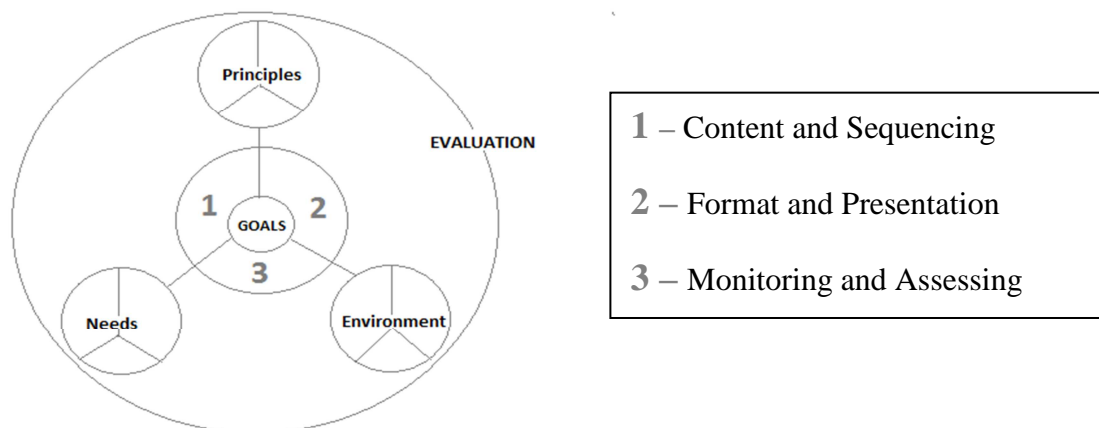 Principles
EVALUATION
1
2
GOALS
3
Needs
Environment
1 – Content and Sequencing
2 – Format and Presentation
3 – Monitoring and Assessing